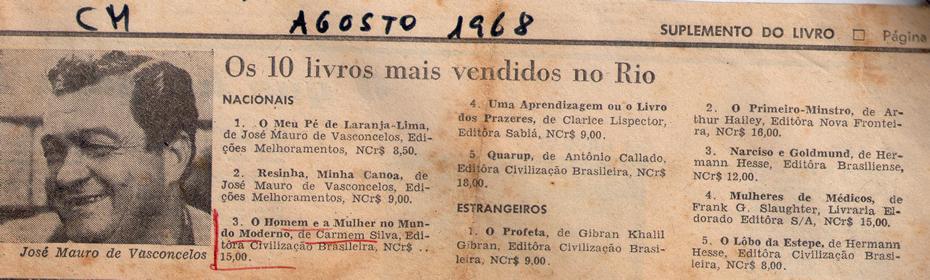 CM AGOSTO 1968
SUPLEMENTO DO LIVRO □ Página
Os 10 livros mais vendidos no Rio
NACIONAIS
1. O Meu Pé de Laranja-Lima,
de José Mauro de Vasconcelos, Edi-
ções Melhoramentos, NCr$ 8,50.
2. Resinha, Minha Canoa, de
José Mauro de Vasconcelos, Edi-
ções Melhoramentos, NCr$ 9,00.
3. O Homem e a Mulher no Mun-
do Moderno, de Carmem Silva, Edi-
tôra Civilização Brasileira, NCr$ ..
15,00.
4. Uma Aprendizagem ou o Livro
dos Prazeres, de Clarice Lispector,
Editôra Sabiá, NCr$ 9,00.
5. Quarup, de Antônio Callado,
Editôra Civilização Brasileira, NCr$
18,00.
ESTRANGEIROS
1. O Profeta, de Gibran Khalil
Gibran, Editôra Civilização Brasi-
leira, NCr$ 9,00.
2. O Primeiro-Minstro, de Ar-
thur Hailey, Editôra Nova Frontei-
ra, NCr$ 16,00.
3. Narciso e Goldmund, de Her-
mann Hesse, Editôra Brasiliense,
NCr$ 12,00.
4. Mulheres de Médicos, de
Frank G. Slaughter, Livraria El-
dorado Editôra S/A, NCr$ 15,00.
5. O Lôbo da Estepe, de Hermann
Hesse, Editôra Civilização Brasi-
leira, NCr$ 8,00.
José Mauro de Vasconcelos